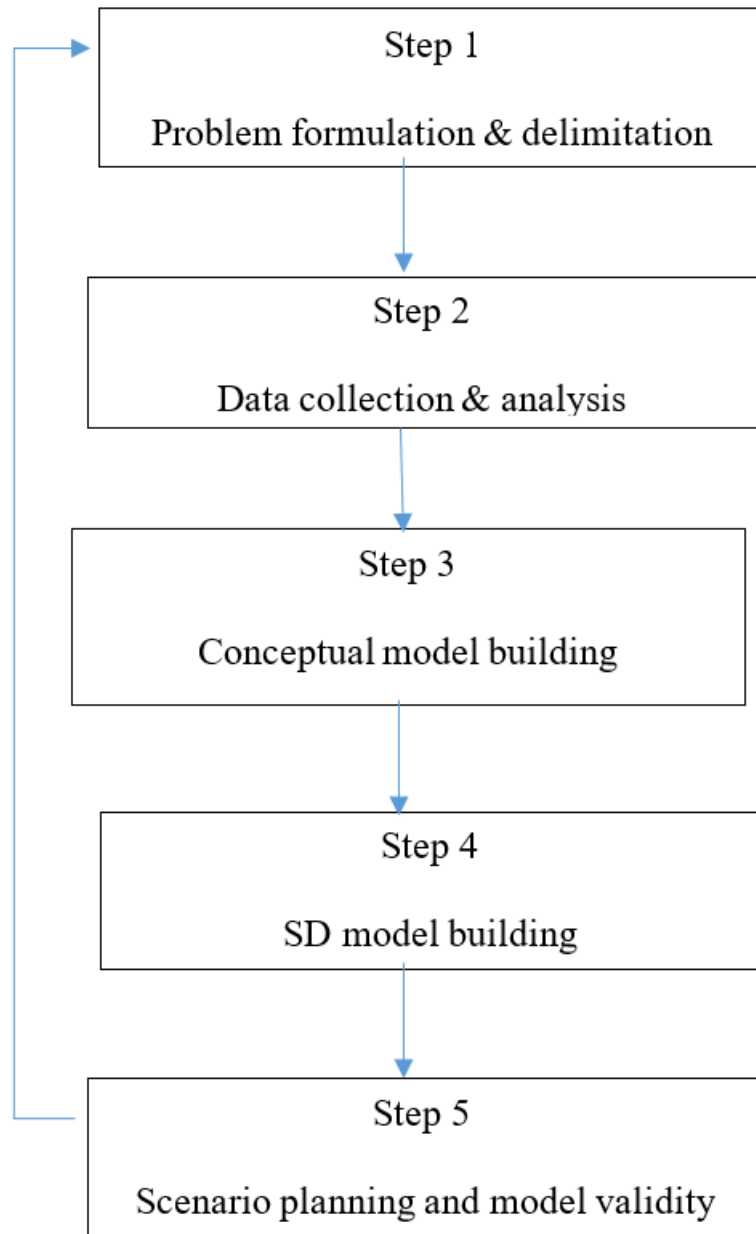 Step 1
Problem formulation & delimitation
Step 2
Data collection & analysis
Step 3
Conceptual model building
Step 4
SD model building
Step 5
Scenario planning and model validity